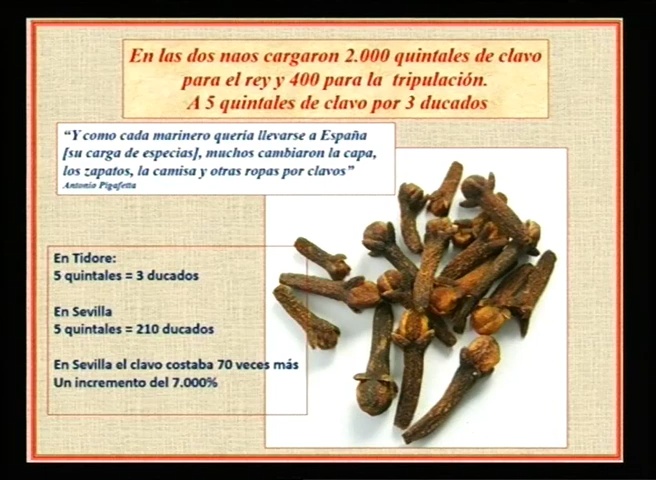 En las dos naos cargaron 2.000 quintales de clavo
para el rey y 400 para la tripulación.
A 5 quintales de clavo por 3 ducados
“Y como cada marinero quería llevarse a España
[su carga de especias], muchos cambiaron la capa,
los zapatos, la camisa y otras ropas por clavos”
Antonio Pigafetta
En Tidore:
5 quintales = 3 ducados
En Sevilla
5 quintales = 210 ducados
En Sevilla el clavo costaba 70 veces más
Un incremento del 7.000%